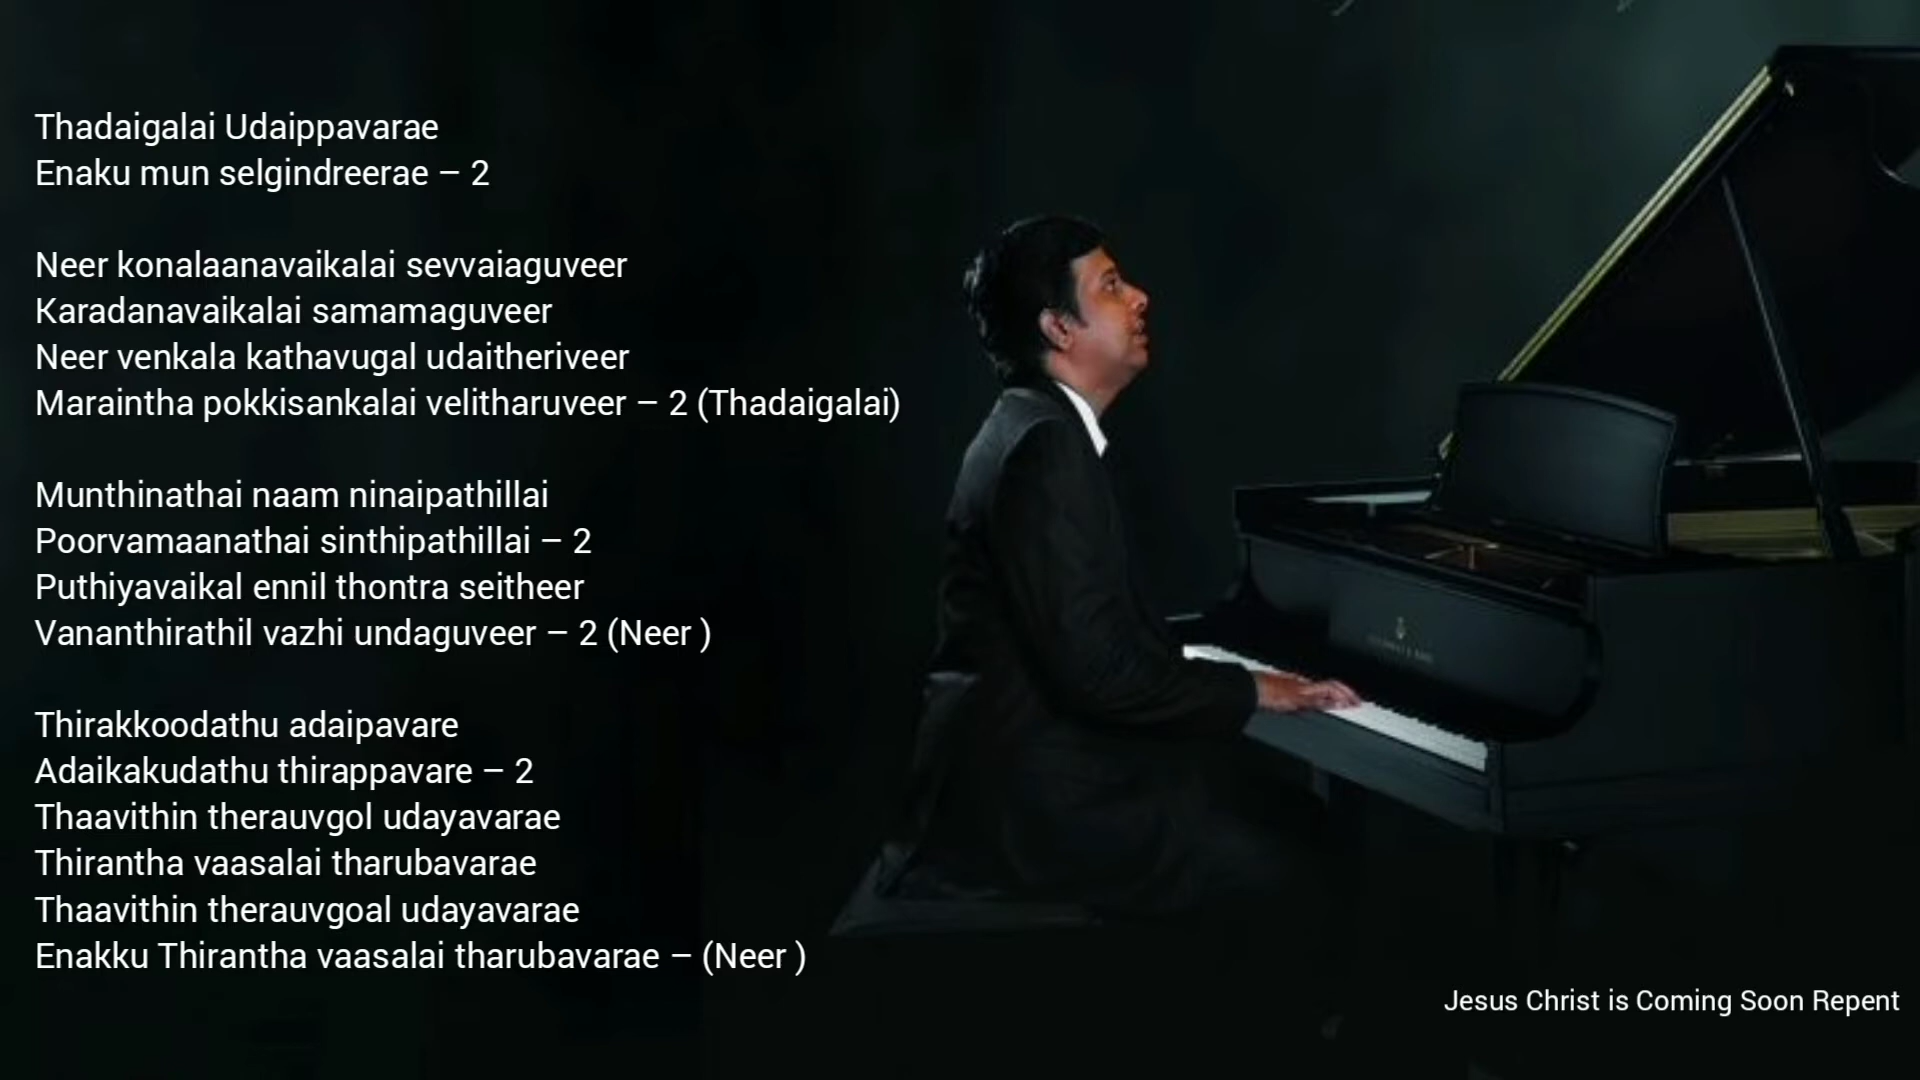 Thadaigalai Udaippavarae
Enaku mun selgindreerae – 2
Neer konalaanavaikalai sevvaiaguveer
Karadanavaikalai samamaguveer
Neer venkala kathavugal udaitheriveer
Maraintha pokkisankalai velitharuveer – 2 (Thadaigalai)
Munthinathai naam ninaipathillai
Poorvamaanathai sinthipathillai – 2
Puthiyavaikal ennil thontra seitheer
Vananthirathil vazhi undaguveer – 2 (Neer )
Thirakkoodathu adaipavare
Adaikakudathu thirappavare – 2
Thaavithin therauvgol udayavarae
Thirantha vaasalai tharubavarae
Thaavithin therauvgoal udayavarae
Enakku Thirantha vaasalai tharubavarae – (Neer )
Jesus Christ is Coming Soon Repent